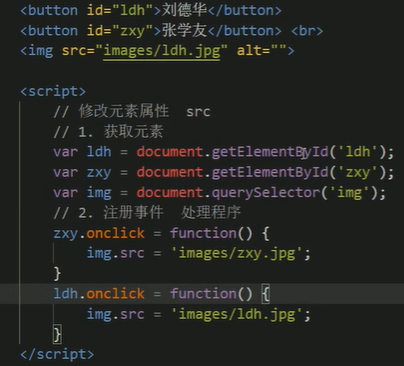 <button id="ldh">刘德华</button>
<button id="zxy">张学友</button> <br>
<img src="images/ldh.jpg" alt="">
<script>
// 修改元素属性  src
// 1. 获取元素
var ldh = document.getElementById('ldh');
var zxy = document.getElementById('zxy');
var img = document.querySelector('img');
// 2. 注册事件  处理程序
zxy.onclick = function() {
img.src = 'images/zxy.jpg';
}
ldh.onclick = function() {
img.src = 'images/ldh.jpg';
}
</script>